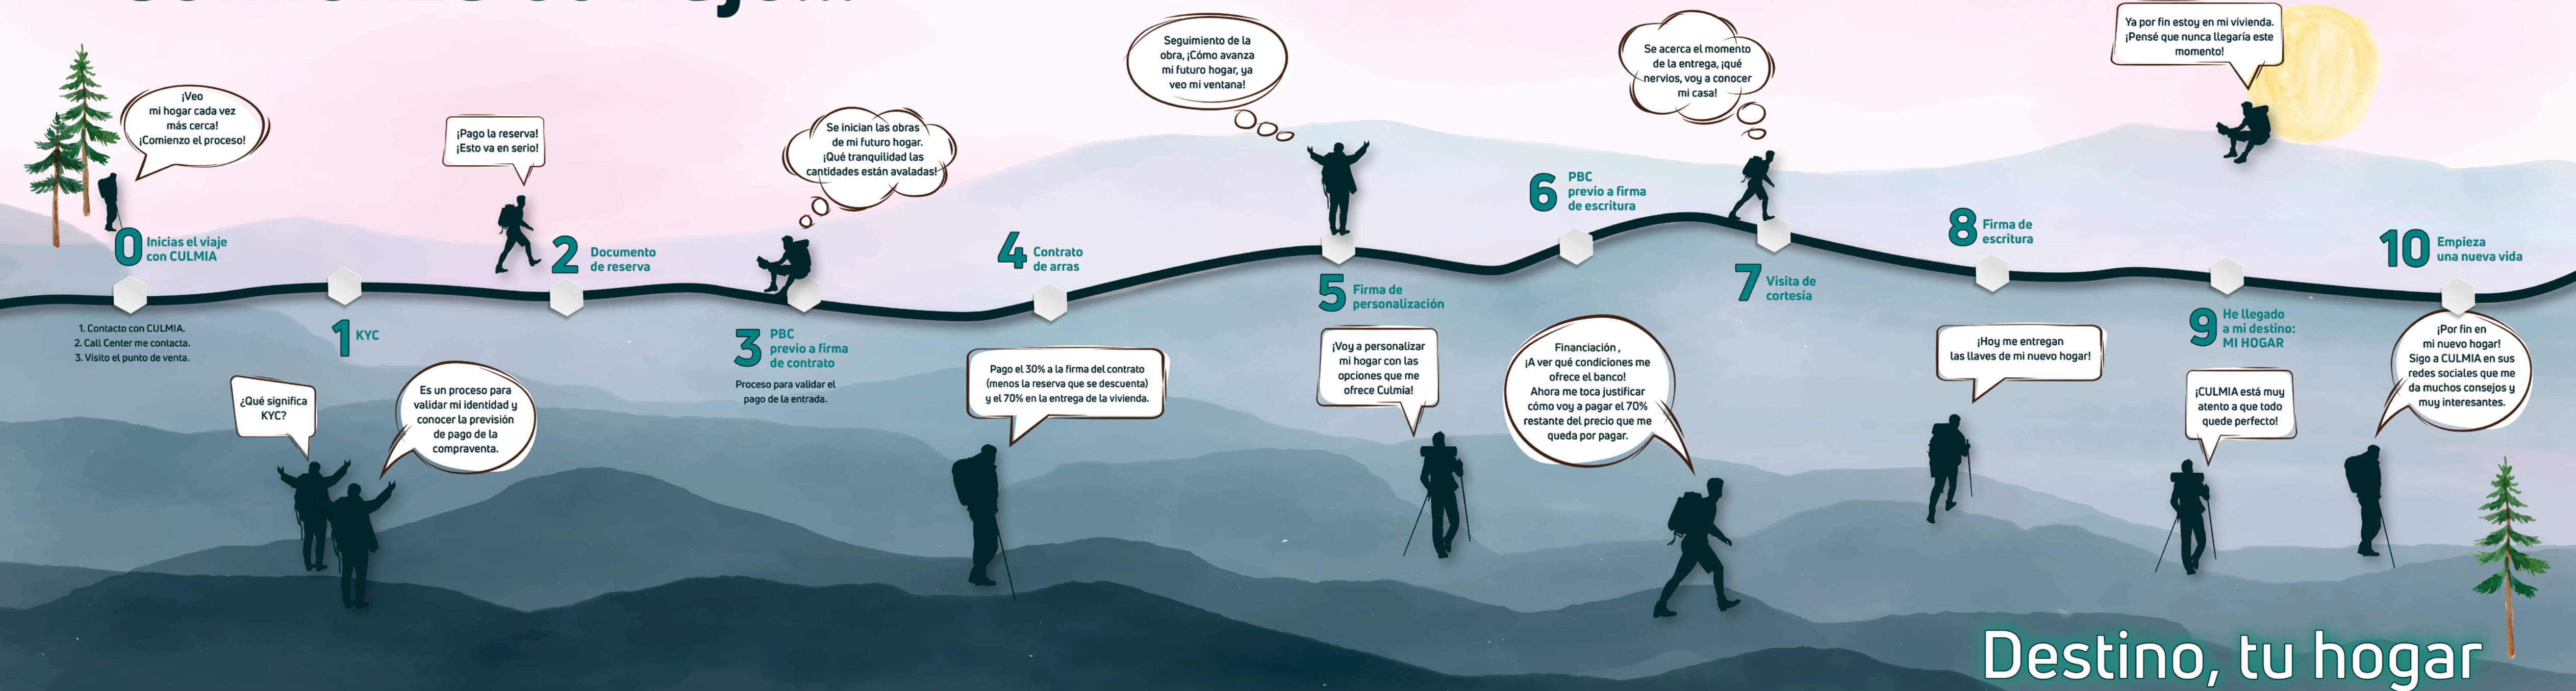 ¡Veo
mi hogar cada vez
más cerca!
¡Comienzo el proceso!
0
Inicias el viaje
con CULMIA
1. Contacto con CULMIA.
2. Call Center me contacta.
3. Visito el punto de venta.
1
KYC
¿Qué significa
KYC?
Es un proceso para
validar mi identidad y
conocer la previsión
de pago de la
compraventa.
¡Pago la reserva!
¡Esto va en serio!
2
Documento
de reserva
Se inician las obras
de mi futuro hogar.
¡Qué tranquilidad las
cantidades están avaladas!
3
PBC
previo a firma
de contrato
Proceso para validar el
pago de la entrada.
4
Contrato
de arras
Pago el 30% a la firma del contrato
(menos la reserva que se descuenta)
y el 70% en la entrega de la vivienda.
Seguimiento de la
obra, ¡Cómo avanza
mi futuro hogar, ya
veo mi ventana!
5
Firma de
personalización
¡Voy a personalizar
mi hogar con las
opciones que me
ofrece Culmia!
6
PBC
previo a firma
de escritura
Financiación ,
¡A ver qué condiciones me
ofrece el banco!
Ahora me toca justificar
cómo voy a pagar el 70%
restante del precio que me
queda por pagar.
Se acerca el momento
de la entrega, ¡qué
nervios, voy a conocer
mi casa!
7
Visita de
cortesía
8
Firma de
escritura
¡Hoy me entregan
las llaves de mi nuevo hogar!
Ya por fin estoy en mi vivienda.
¡Pensé que nunca llegaría este
momento!
9
He llegado
a mi destino:
MI HOGAR
¡CULMIA está muy
atento a que todo
quede perfecto!
10
Empieza
una nueva vida
¡Por fin en
mi nuevo hogar!
Sigo a CULMIA en sus
redes sociales que me
da muchos consejos y
muy interesantes.
Destino, tu hogar